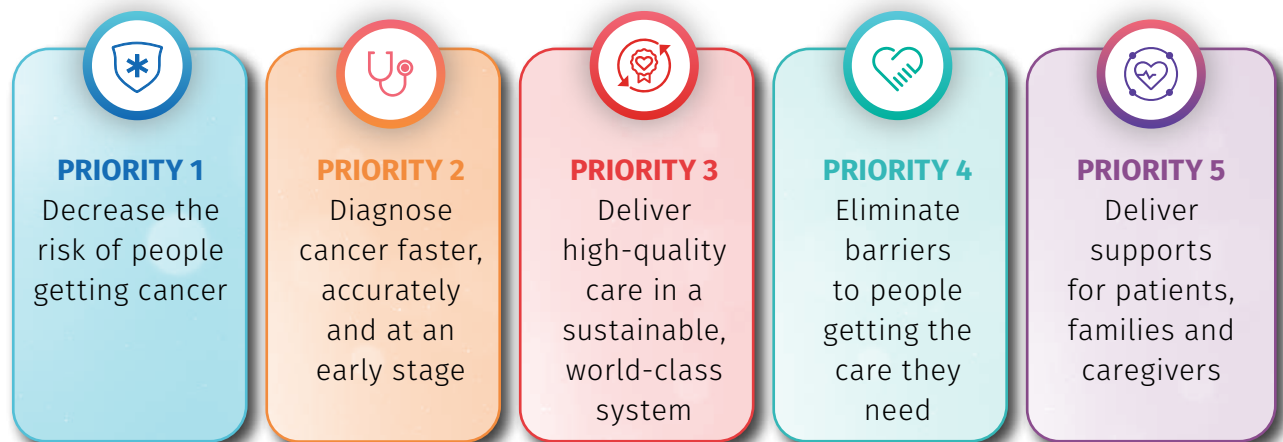 PRIORITY 1
Decrease the
risk of people
getting cancer
PRIORITY 2
Diagnose
cancer faster,
accurately
and at an
early stage
PRIORITY 3
Deliver
high-quality
care in a
sustainable,
world-class
system
PRIORITY 4
Eliminate
barriers
to people
getting the
care they
need
PRIORITY 5
Deliver
supports
for patients,
families and
caregivers